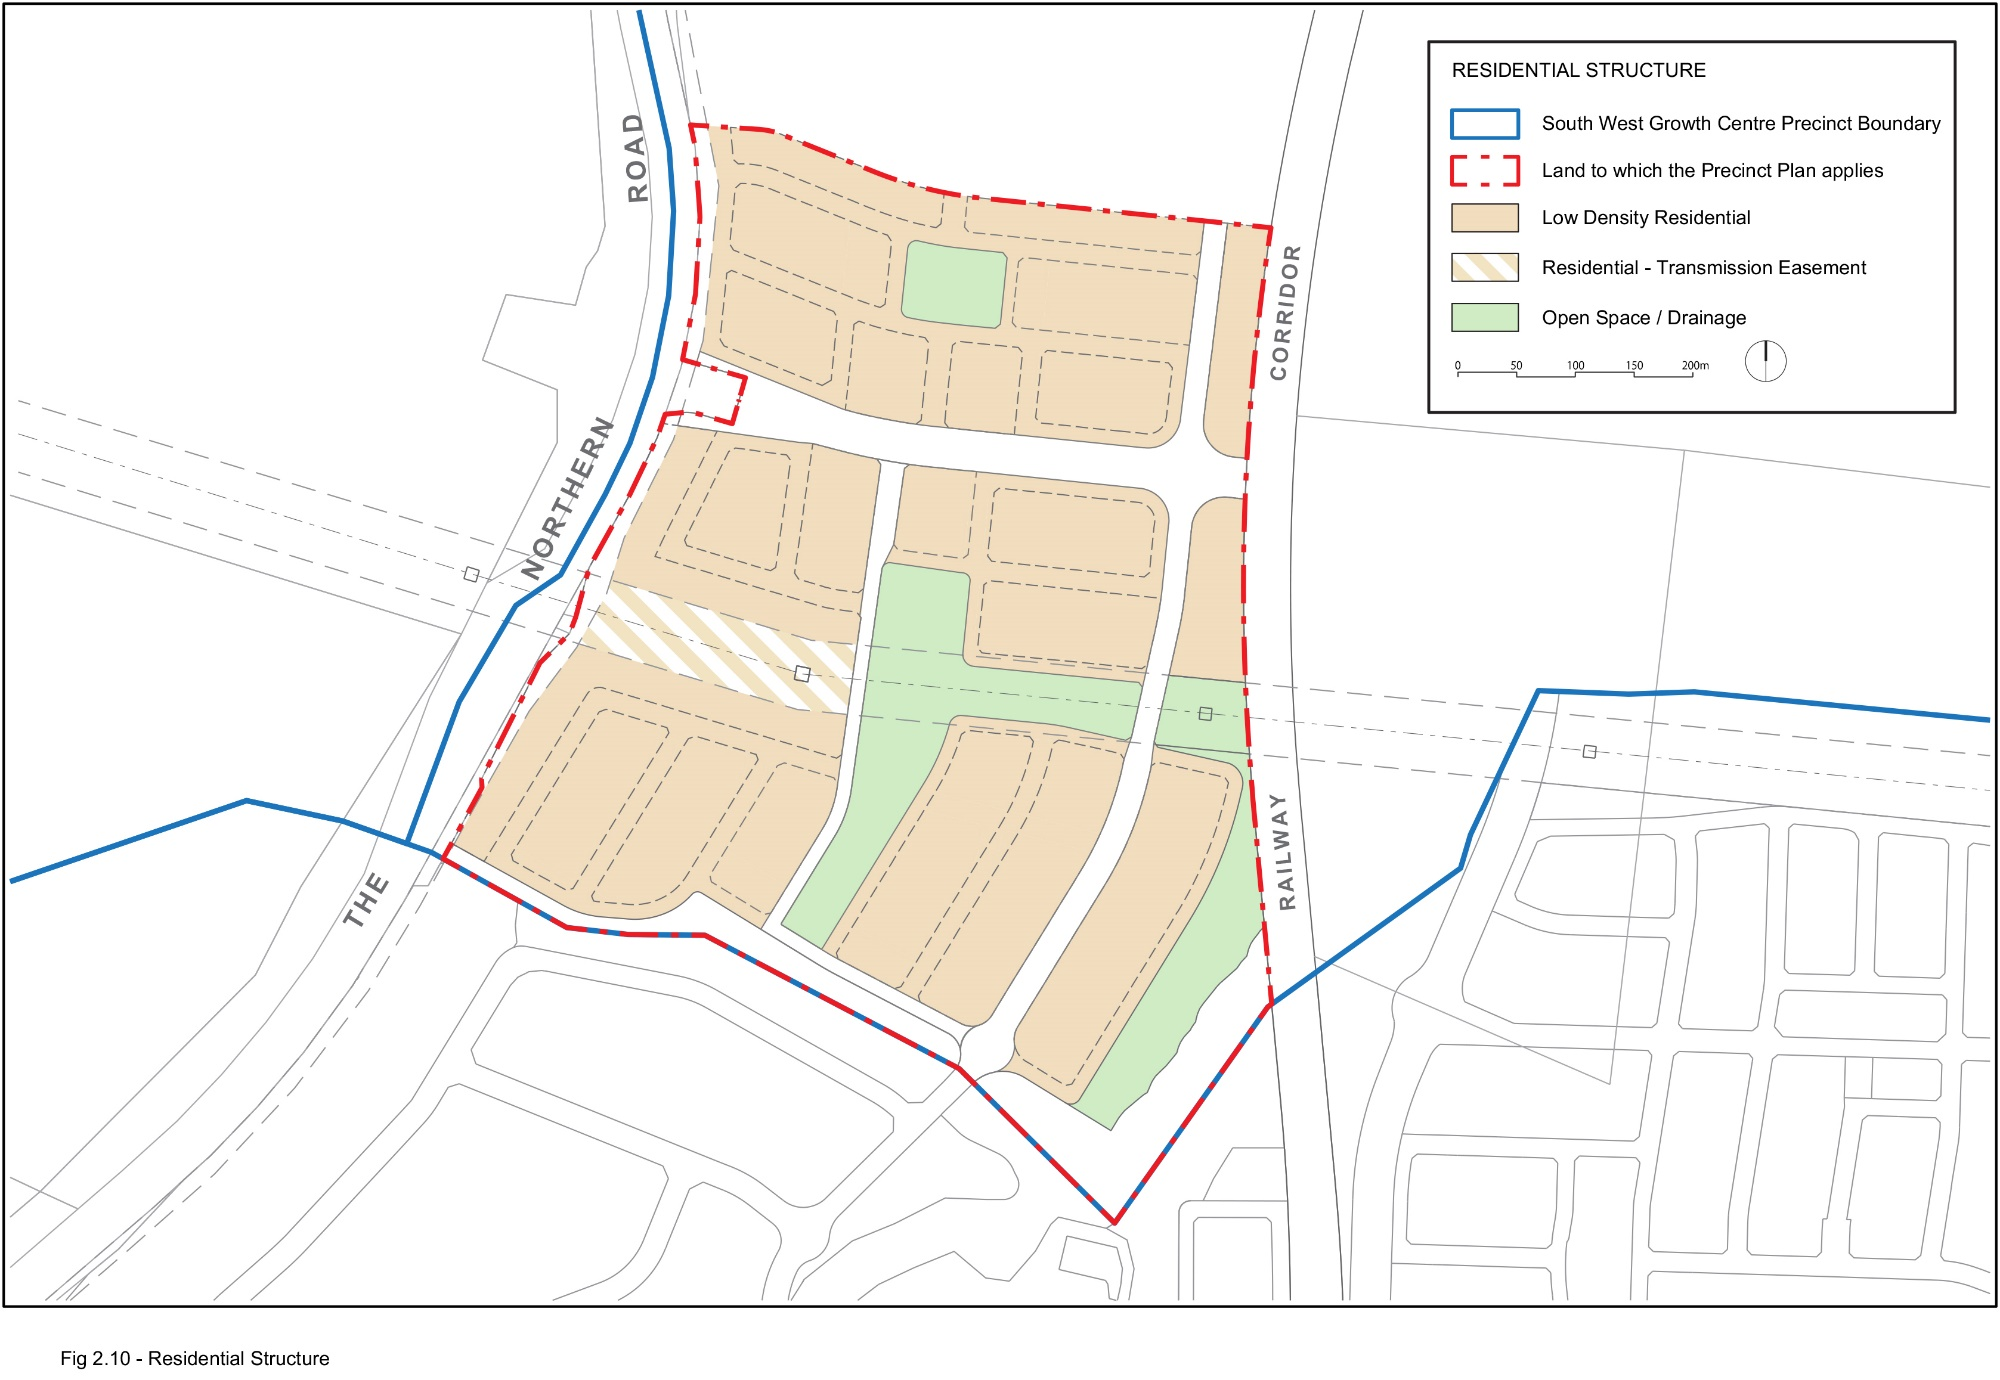 RESIDENTIAL STRUCTURE
South West Growth Centre Precinct Boundary
Land to which the Precinct Plan applies
Low Density Residential
Residential - Transmission Easement
Open Space / Drainage
0 50 100 150 200m
THE NORTHERN ROAD
RAILWAY CORRIDOR
Fig 2.10 - Residential Structure